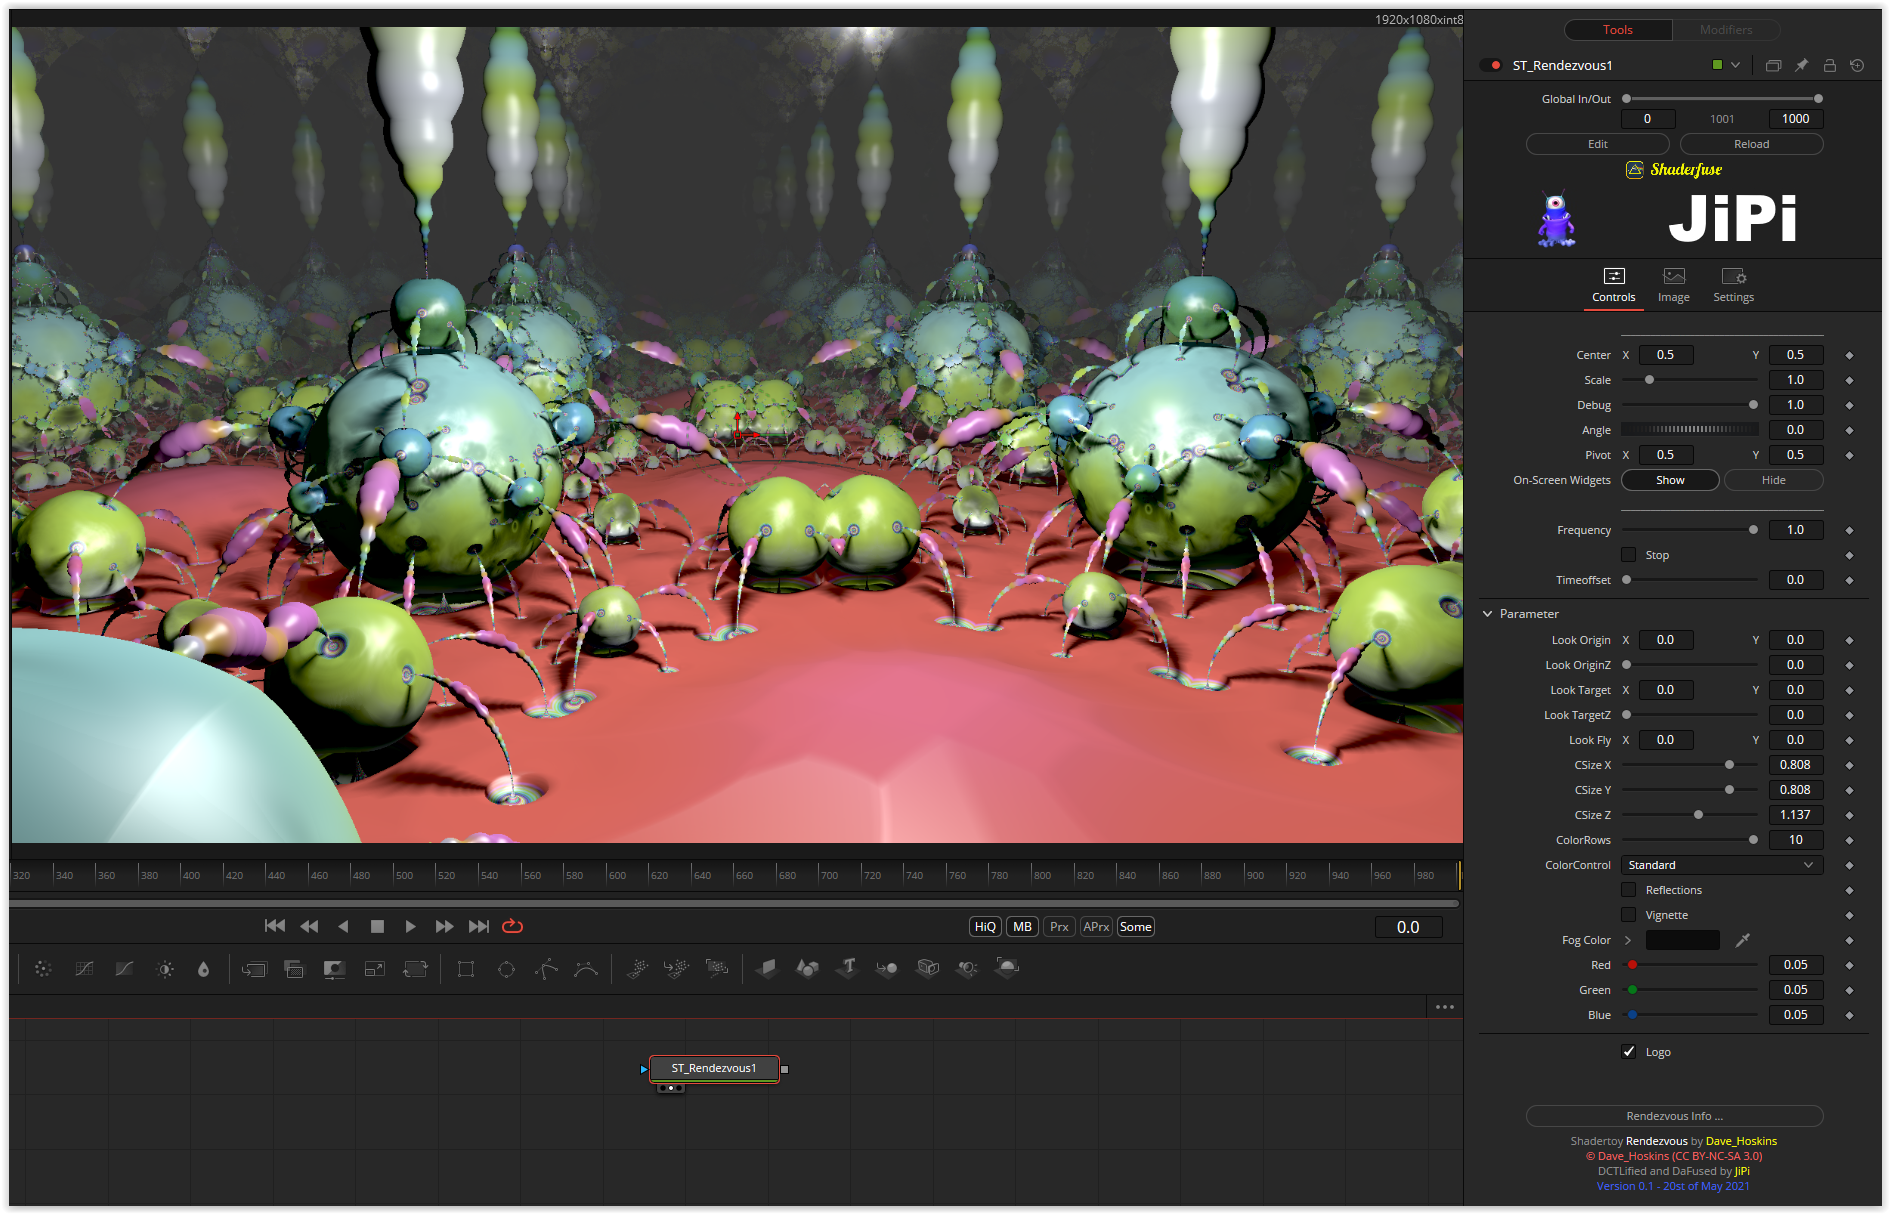 1920x1080xint8
Tools Modifiers
ST_Rendezvous1
Global In/Out
0 1001 1000
Edit Reload
Shaderfuse
JiPi
Controls Image Settings
Center X 0.5 Y 0.5
Scale 1.0
Debug 1.0
Angle 0.0
Pivot X 0.5 Y 0.5
On-Screen Widgets Show Hide
Frequency 1.0
Stop
Timeoffset 0.0
Parameter
Look Origin X 0.0 Y 0.0
Look OriginZ 0.0
Look Target X 0.0 Y 0.0
Look TargetZ 0.0
Look Fly X 0.0 Y 0.0
CSize X 0.808
CSize Y 0.808
CSize Z 1.137
ColorRows 10
ColorControl Standard
Reflections
Vignette
Fog Color
Red 0.05
Green 0.05
Blue 0.05
Logo
Rendezvous Info ...
Shadertoy Rendezvous by Dave_Hoskins
© Dave_Hoskins (CC BY-NC-SA 3.0)
DCTLified and DaFused by JiPi
Version 0.1 - 20st of May 2021
320 340 360 380 400 420 440 460 480 500 520 540 560 580 600 620 640 660 680 700 720 740 760 780 800 820 840 860 880 900 920 940 960 980
HiQ MB Prx APrx Some 0.0
T
ST_Rendezvous1